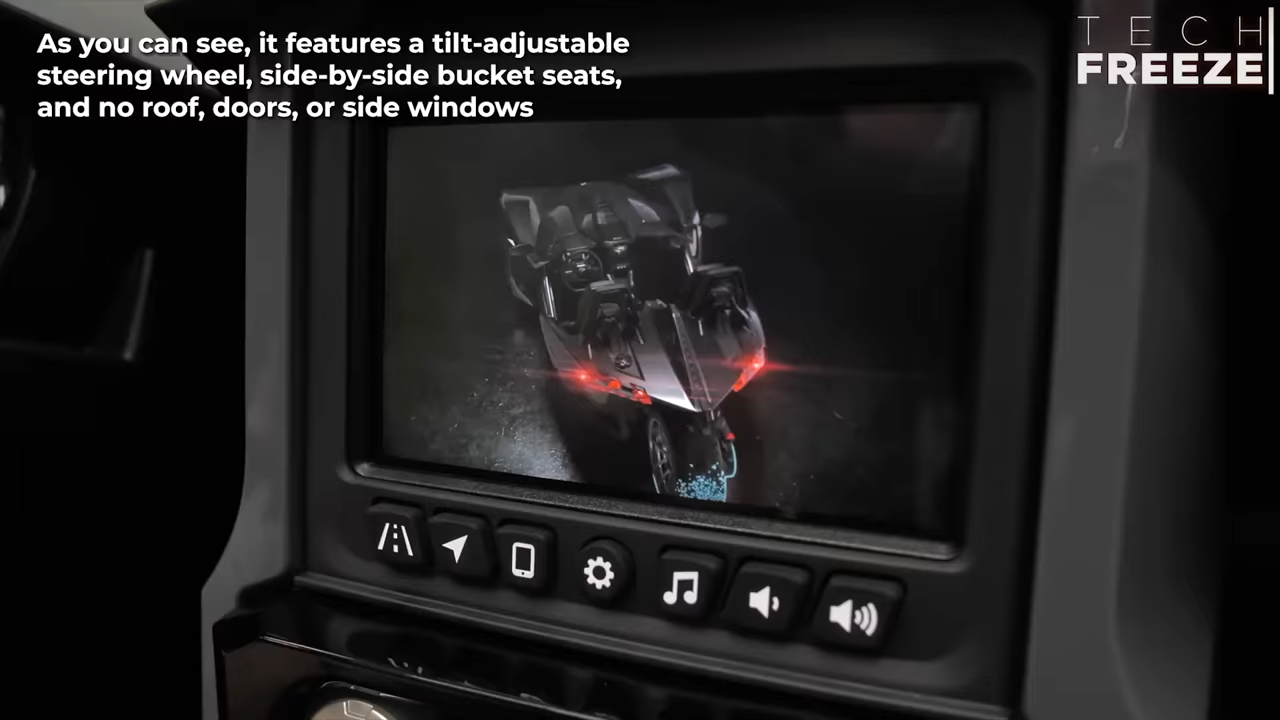 As you can see, it features a tilt-adjustable
steering wheel, side-by-side bucket seats,
and no roof, doors, or side windows
TECH
FREEZE